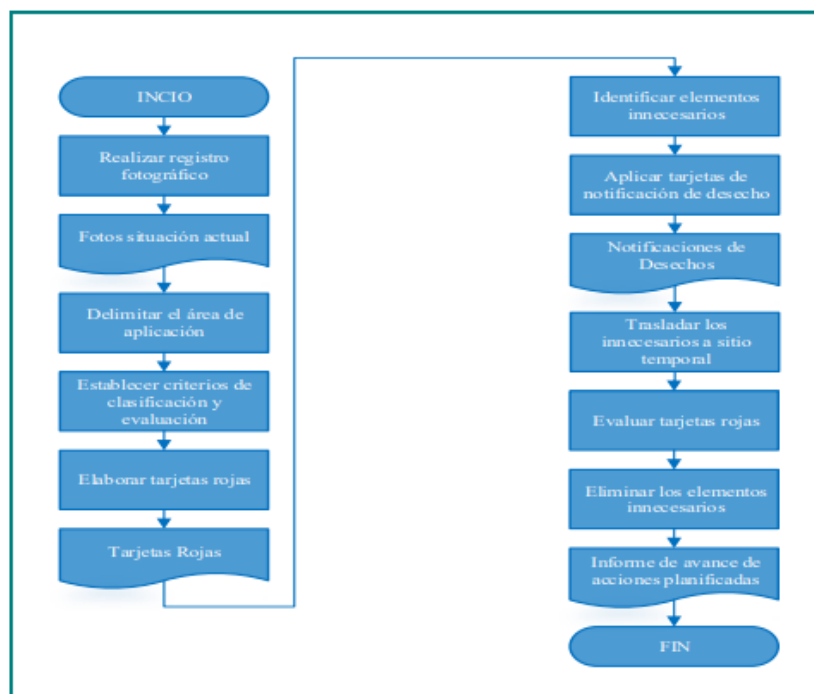 INCIO
Realizar registro
fotográfico
Fotos situación actual
Delimitar el área de
aplicación
Establecer criterios de
clasificación y
evaluación
Elaborar tarjetas rojas
Tarjetas Rojas
Identificar elementos
innecesarios
Aplicar tarjetas de
notificación de desecho
Notificaciones de
Desechos
Trasladar los
innecesarios a sitio
temporal
Evaluar tarjetas rojas
Eliminar los elementos
innecesarios
Informe de avance de
acciones planificadas
FIN